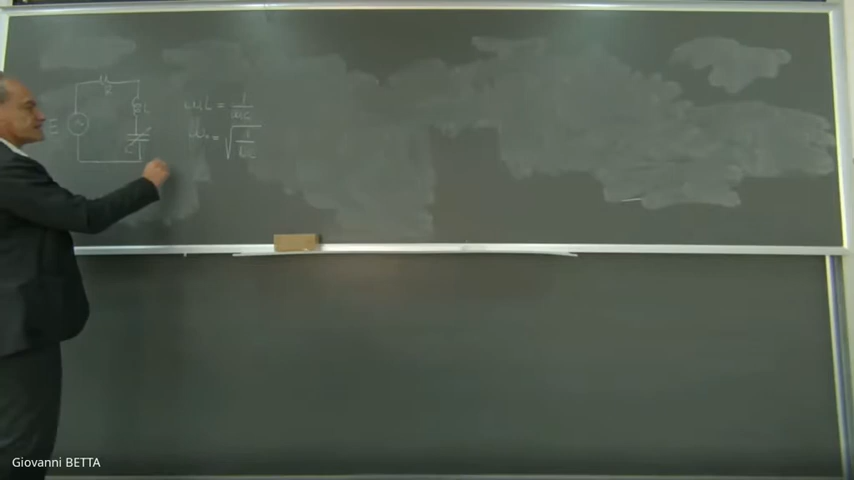 R
L
E
C
ωL = 1/ωC
ω₀ = √1/LC
Giovanni BETTA